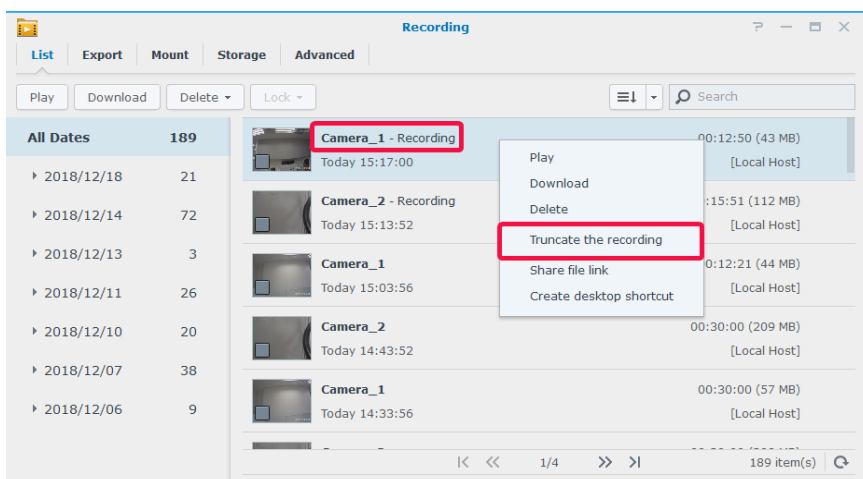 Recording
List Export Mount Storage Advanced
Play Download Delete Lock Search
All Dates 189
2018/12/18 21
2018/12/14 72
2018/12/13 3
2018/12/11 26
2018/12/10 20
2018/12/07 38
2018/12/06 9
Camera_1 - Recording 00:12:50 (43 MB)
Today 15:17:00 [Local Host]
Camera_2 - Recording :15:51 (112 MB)
Today 15:13:52 [Local Host]
Camera_1 0:12:21 (44 MB)
Today 15:03:56 [Local Host]
Camera_2 00:30:00 (209 MB)
Today 14:43:52 [Local Host]
Camera_1 00:30:00 (57 MB)
Today 14:33:56 [Local Host]
Play
Download
Delete
Truncate the recording
Share file link
Create desktop shortcut
1/4 189 item(s)